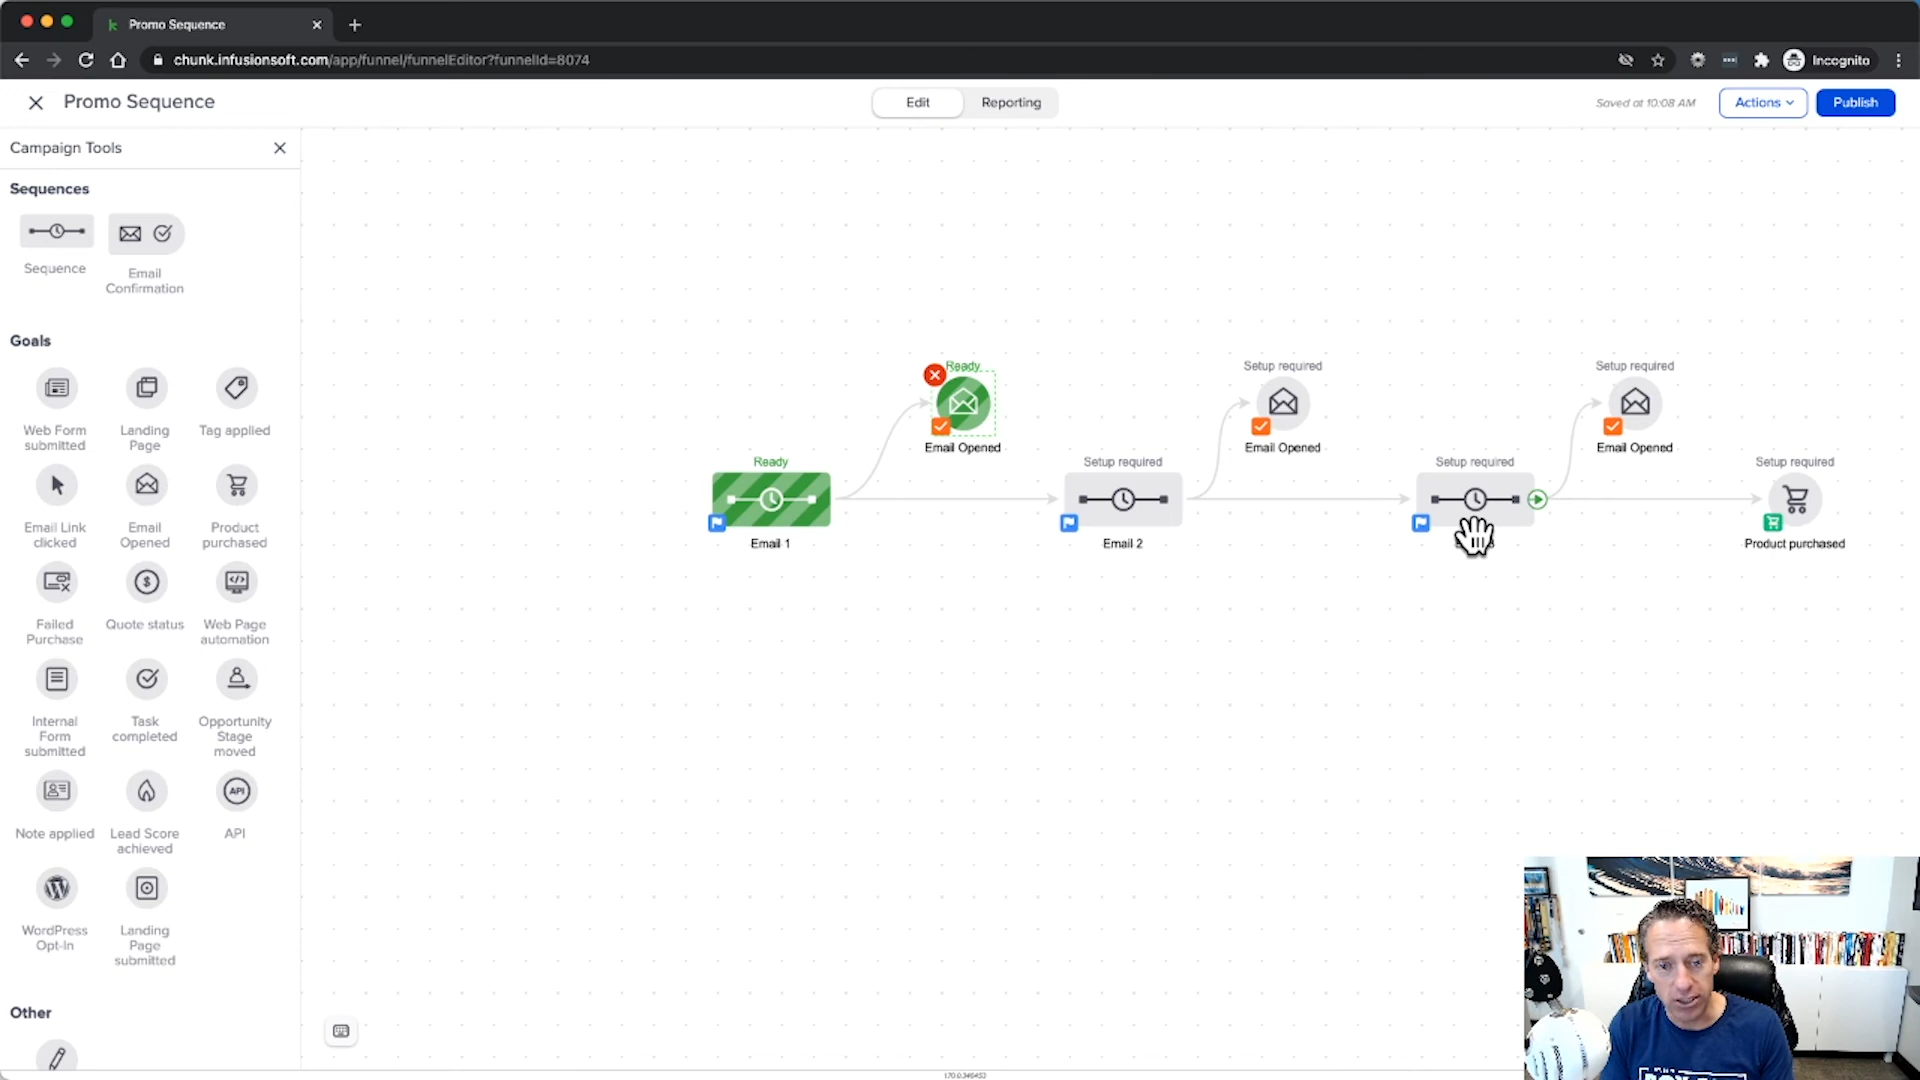 Promo Sequence
chunk.infusionsoft.com/app/funnel/funnelEditor?funnelId=8074
Incognito
Promo Sequence
Edit
Reporting
Saved at 10:08 AM
Actions
Publish
Campaign Tools
Sequences
Sequence
Email
Confirmation
Goals
Web Form
submitted
Landing
Page
Tag applied
Email Link
clicked
Email
Opened
Product
purchased
Failed
Purchase
Quote status
Web Page
automation
Internal
Form
submitted
Task
completed
Opportunity
Stage
moved
Note applied
Lead Score
achieved
API
API
WordPress
Opt-In
Landing
Page
submitted
Other
Ready
Email Opened
Setup required
Email Opened
Setup required
Email Opened
Ready
Email 1
Setup required
Email 2
Setup required
Setup required
Product purchased
1.70.0.346453